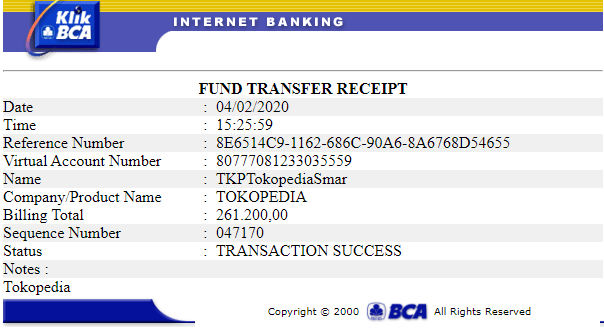 Klik
BCA
INTERNET BANKING
FUND TRANSFER RECEIPT
Date : 04/02/2020
Time : 15:25:59
Reference Number : 8E6514C9-1162-686C-90A6-8A6768D54655
Virtual Account Number : 80777081233035559
Name : TKPTokopediaSmar
Company/Product Name : TOKOPEDIA
Billing Total : 261.200,00
Sequence Number : 047170
Status : TRANSACTION SUCCESS
Notes :
Tokopedia
Copyright © 2000 BCA All Rights Reserved